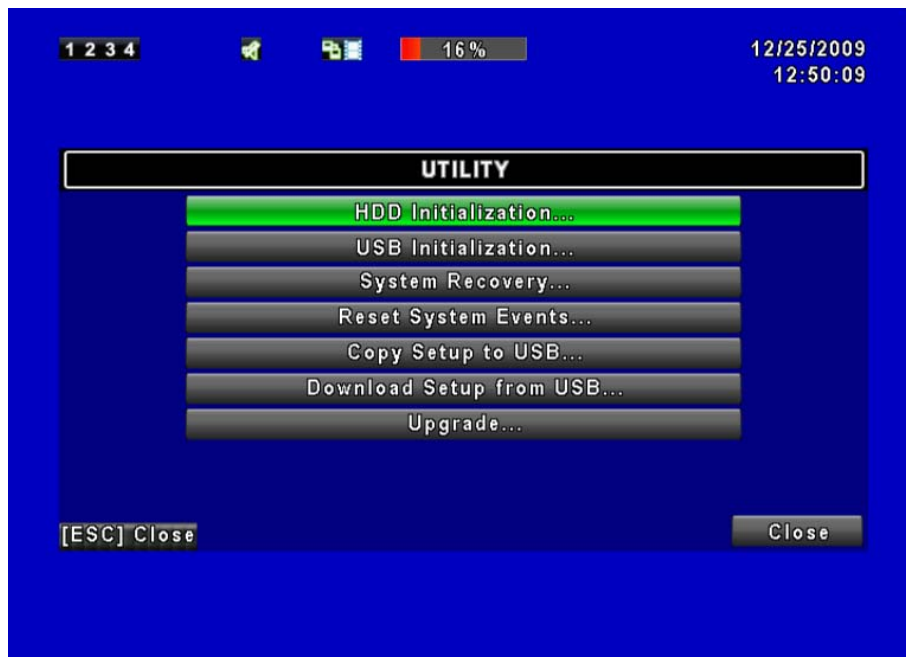 1 2 3 4 16% 12/25/2009
12:50:09
UTILITY
HDD Initialization...
USB Initialization...
System Recovery...
Reset System Events...
Copy Setup to USB...
Download Setup from USB...
Upgrade...
[ESC] Close Close